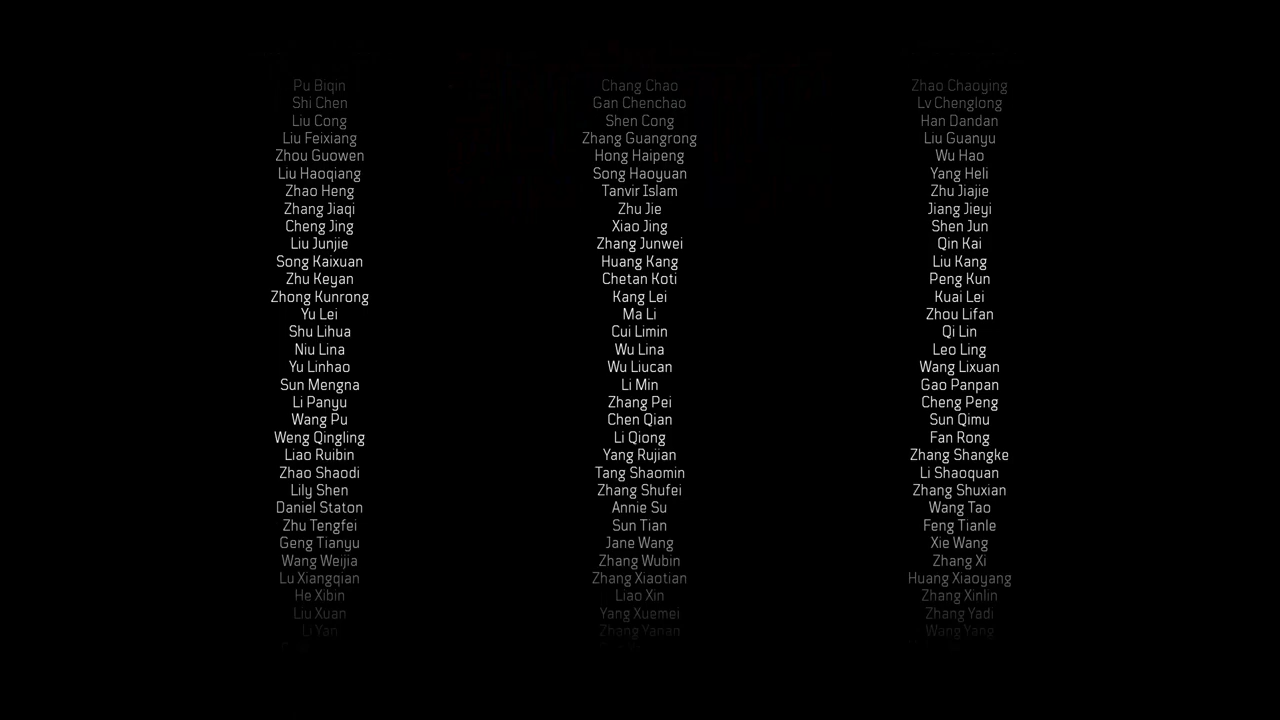 Pu Biqin Chang Chao Zhao Chaoying
Shi Chen Gan Chenchao Lv Chenglong
Liu Cong Shen Cong Han Dandan
Liu Feixiang Zhang Guangrong Liu Guanyu
Zhou Guowen Hong Haipeng Wu Hao
Liu Haoqiang Song Haoyuan Yang Heli
Zhao Heng Tanvir Islam Zhu Jiajie
Zhang Jiaqi Zhu Jie Jiang Jieyi
Cheng Jing Xiao Jing Shen Jun
Liu Junjie Zhang Junwei Qin Kai
Song Kaixuan Huang Kang Liu Kang
Zhu Keyan Chetan Koti Peng Kun
Zhong Kunrong Kang Lei Kuai Lei
Yu Lei Ma Li Zhou Lifan
Shu Lihua Cui Limin Qi Lin
Niu Lina Wu Lina Leo Ling
Yu Linhao Wu Liucan Wang Lixuan
Sun Mengna Li Min Gao Panpan
Li Panyu Zhang Pei Cheng Peng
Wang Pu Chen Qian Sun Qimu
Weng Qingling Li Qiong Fan Rong
Liao Ruibin Yang Rujian Zhang Shangke
Zhao Shaodi Tang Shaomin Li Shaoquan
Lily Shen Zhang Shufei Zhang Shuxian
Daniel Staton Annie Su Wang Tao
Zhu Tengfei Sun Tian Feng Tianle
Geng Tianyu Jane Wang Xie Wang
Wang Weijia Zhang Wubin Zhang Xi
Lu Xiangqian Zhang Xiaotian Huang Xiaoyang
He Xibin Liao Xin Zhang Xinlin
Liu Xuan Yang Xuemei Zhang Yadi
Li Yan Zhang Yanan Wang Yang